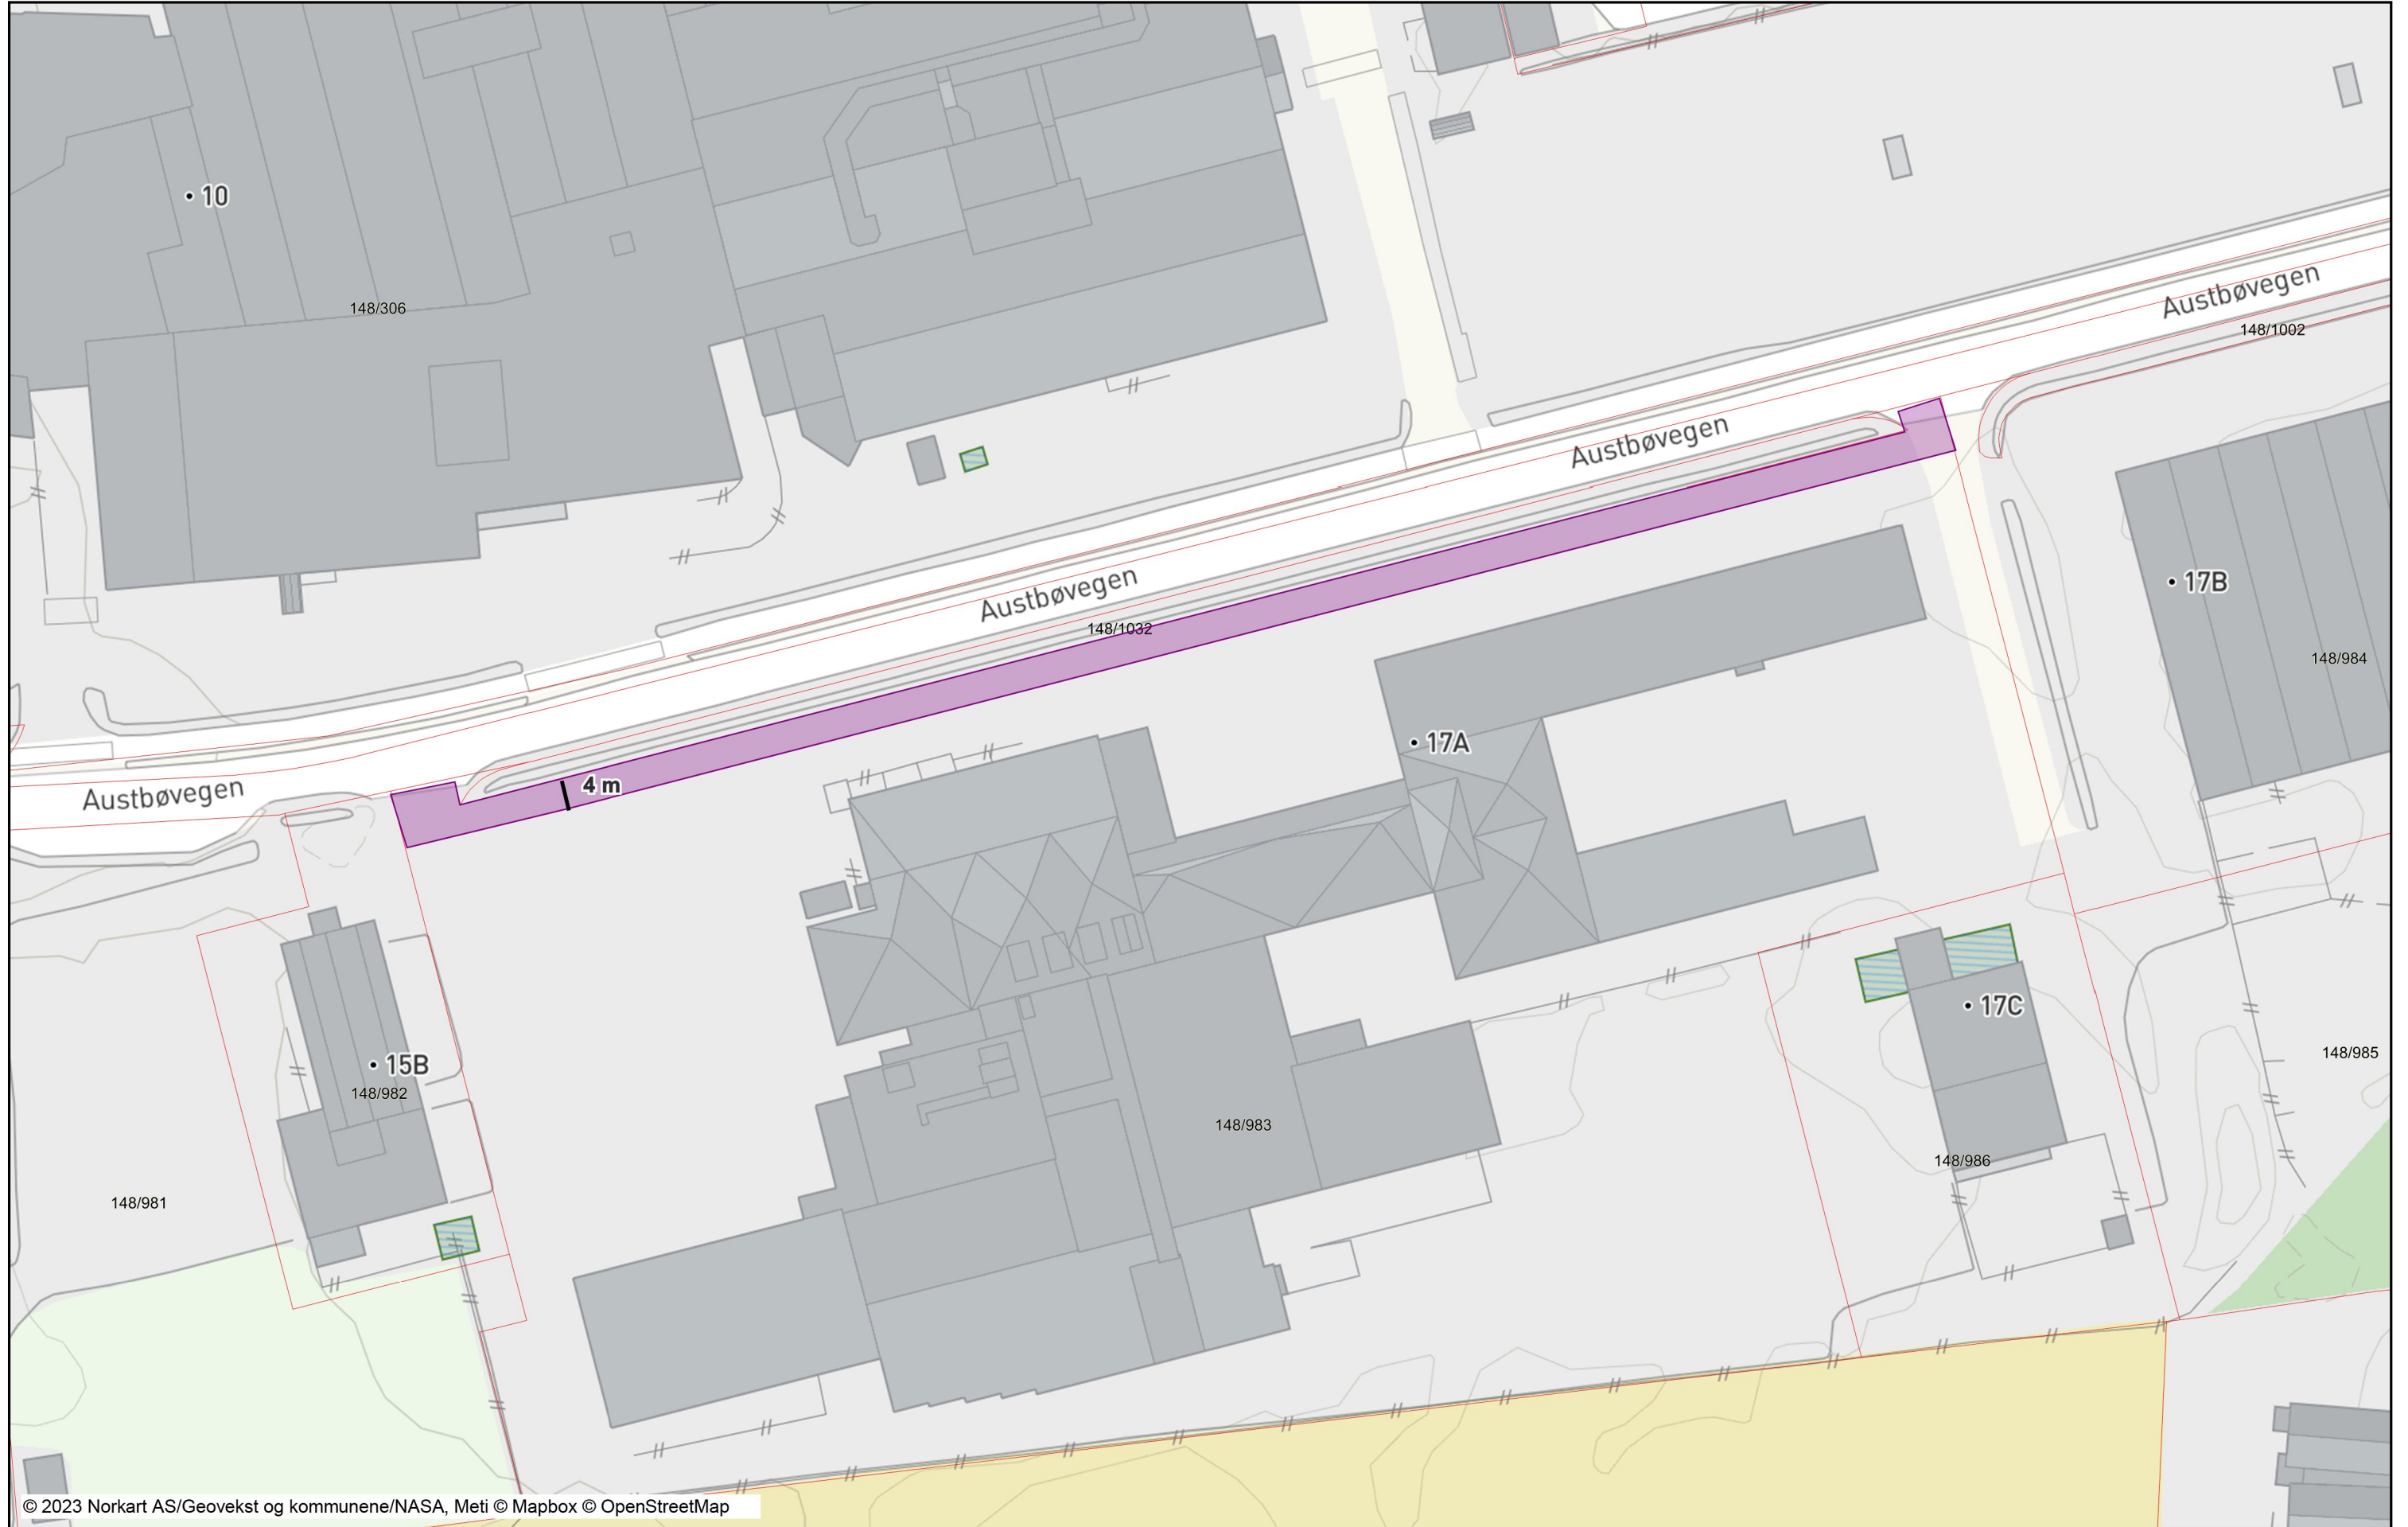 10
148/306
Austbøvegen
148/1002
Austbøvegen
17B
Austbøvegen
148/1032
148/984
17A
4 m
Austbøvegen
17C
148/985
15B
148/982
148/983
148/986
148/981
© 2023 Norkart AS/Geovekst og kommunene/NASA, Meti © Mapbox © OpenStreetMap